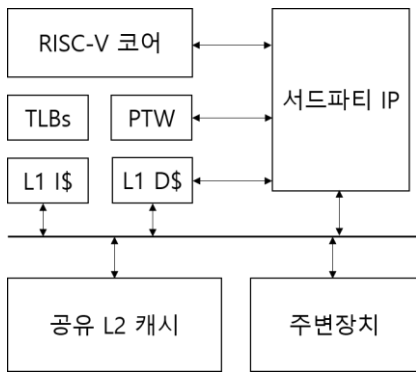 RISC-V 코어
서드파티 IP
TLBs
PTW
L1 I$
L1 D$
공유 L2 캐시
주변장치